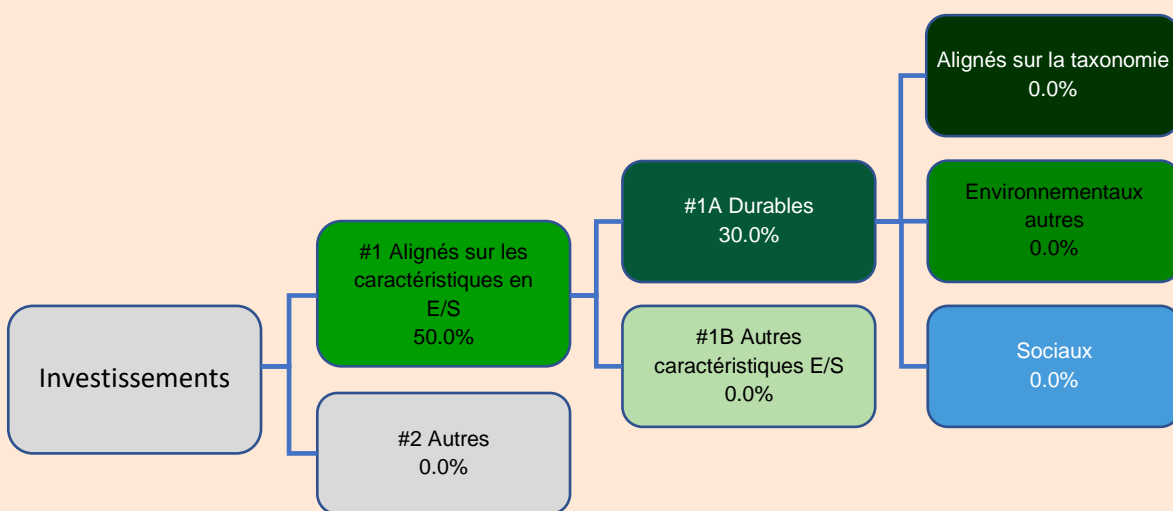 Investissements
#1 Alignés sur les
caractéristiques en
E/S
50.0%
#2 Autres
0.0%
#1A Durables
30.0%
#1B Autres
caractéristiques E/S
0.0%
Alignés sur la taxonomie
0.0%
Environnementaux
autres
0.0%
Sociaux
0.0%